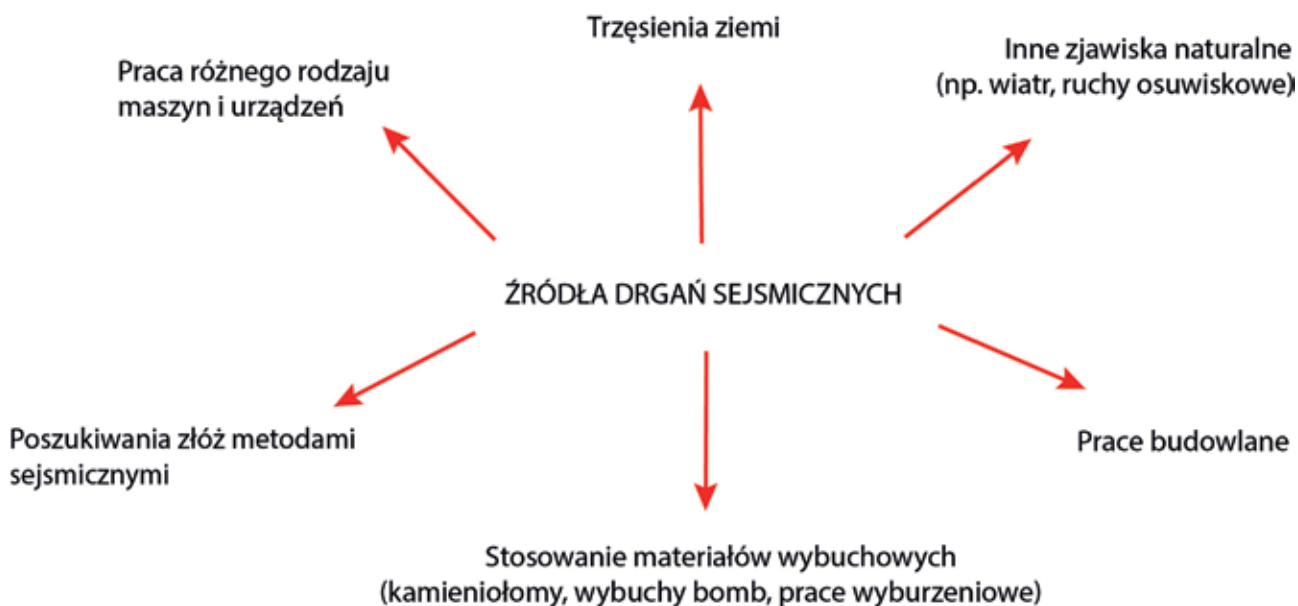 Trzęsienia ziemi
Inne zjawiska naturalne
(np. wiatr, ruchy osuwiskowe)
Praca różnego rodzaju
maszyn i urządzeń
ŹRÓDŁA DRGAŃ SEJSMICZNYCH
Poszukiwania złóż metodami
sejsmicznymi
Prace budowlane
Stosowanie materiałów wybuchowych
(kamieniołomy, wybuchy bomb, prace wyburzeniowe)